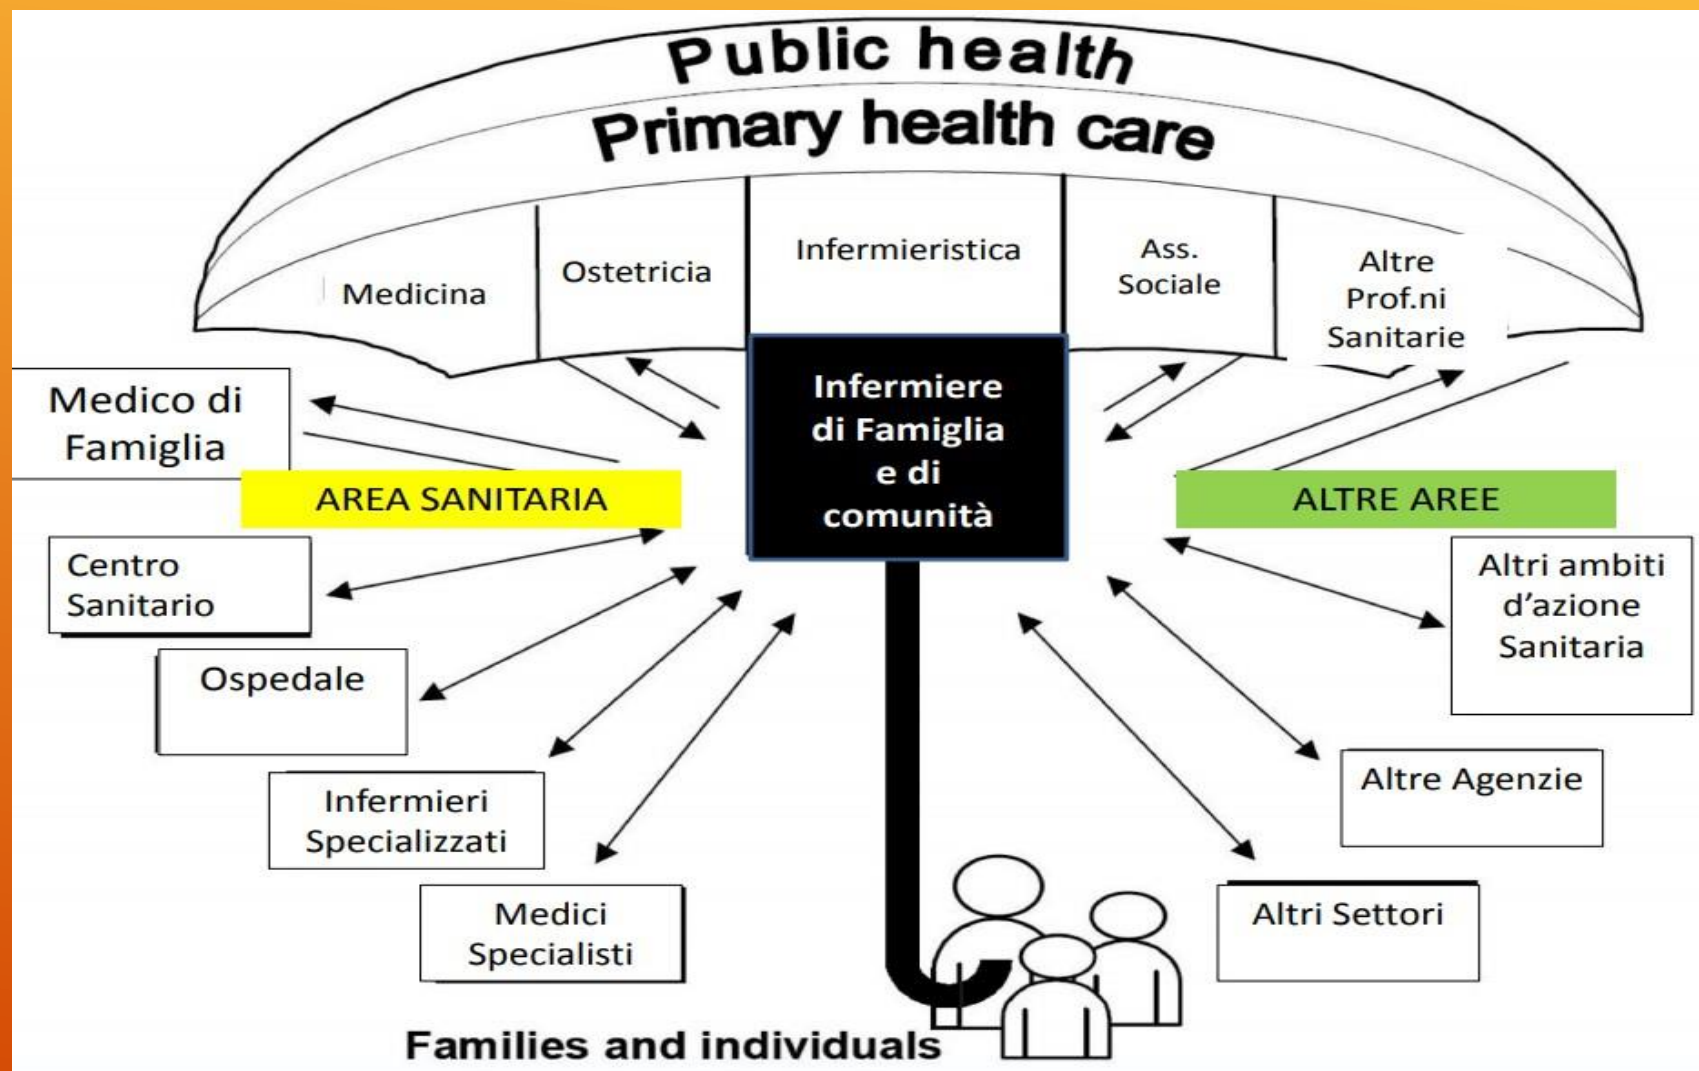 Public health
Primary health care
Medicina
Ostetricia
Infermieristica
Ass.
Sociale
Altre
Prof.ni
Sanitarie
Medico di
Famiglia
Infermiere
di Famiglia
e di
comunità
AREA SANITARIA
ALTRE AREE
Centro
Sanitario
Altri ambiti
d'azione
Sanitaria
Ospedale
Altre Agenzie
Infermieri
Specializzati
Medici
Specialisti
Altri Settori
Families and individuals